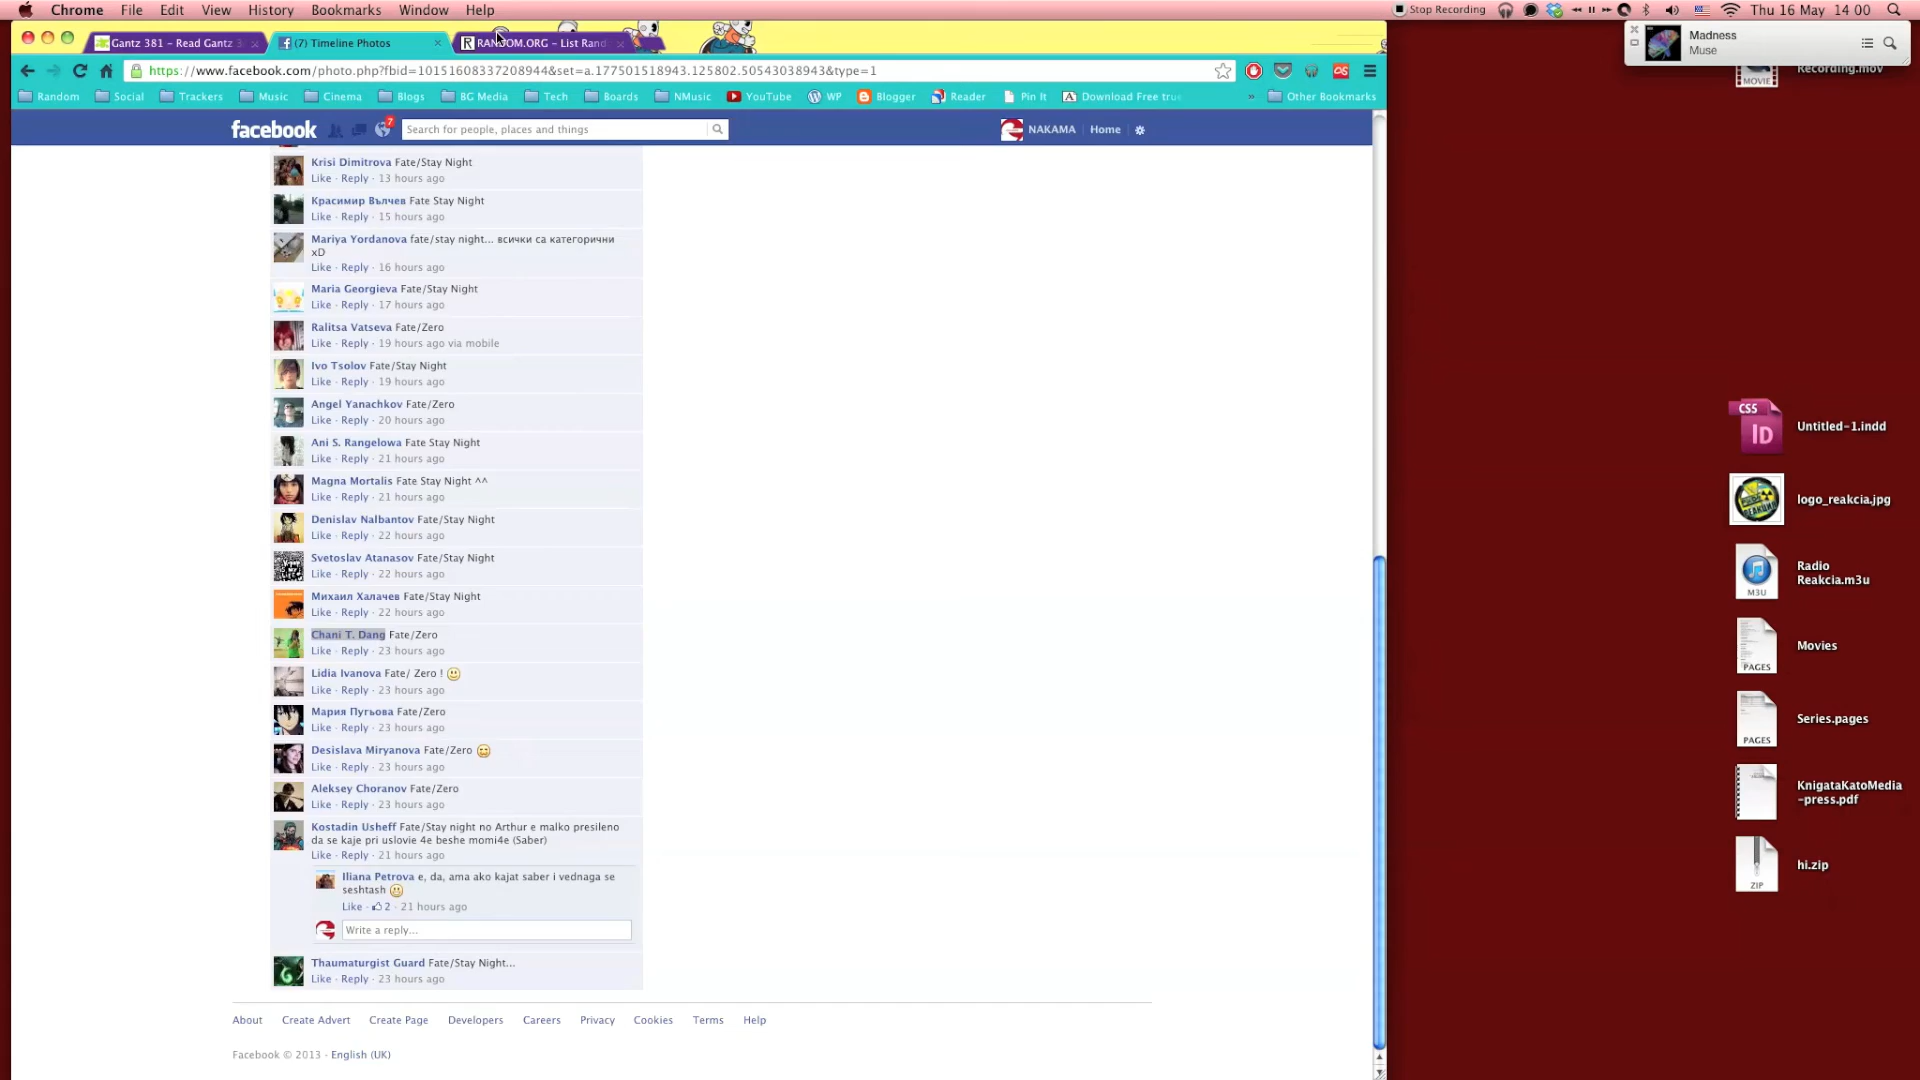 Chrome File Edit View History Bookmarks Window Help
Stop Recording
Thu 16 May 14 00
Gantz 381 – Read Gantz 3
(7) Timeline Photos
RANDOM.ORG – List Rand
Madness
Muse
Recording.mov
MOVIE
https://www.facebook.com/photo.php?fbid=10151608337208944&set=a.177501518943.125802.50543038943&type=1
Random Social Trackers Music Cinema Blogs BG Media Tech Boards NMusic YouTube WP Blogger Reader Pin It Download Free true » Other Bookmarks
facebook
7
Search for people, places and things
NAKAMA Home
Krisi Dimitrova Fate/Stay Night
Like · Reply · 13 hours ago
Красимир Вълчев Fate Stay Night
Like · Reply · 15 hours ago
Mariya Yordanova fate/stay night... всички са категорични
xD
Like · Reply · 16 hours ago
Maria Georgieva Fate/Stay Night
Like · Reply · 17 hours ago
Ralitsa Vatseva Fate/Zero
Like · Reply · 19 hours ago via mobile
Ivo Tsolov Fate/Stay Night
Like · Reply · 19 hours ago
Angel Yanachkov Fate/Zero
Like · Reply · 20 hours ago
Ani S. Rangelowa Fate Stay Night
Like · Reply · 21 hours ago
Magna Mortalis Fate Stay Night ^^
Like · Reply · 21 hours ago
Denislav Nalbantov Fate/Stay Night
Like · Reply · 22 hours ago
Svetoslav Atanasov Fate/Stay Night
Like · Reply · 22 hours ago
Михаил Халачев Fate/Stay Night
Like · Reply · 22 hours ago
Chani T. Dang Fate/Zero
Like · Reply · 23 hours ago
Lidia Ivanova Fate/ Zero !
Like · Reply · 23 hours ago
Мария Пугьова Fate/Zero
Like · Reply · 23 hours ago
Desislava Miryanova Fate/Zero
Like · Reply · 23 hours ago
Aleksey Choranov Fate/Zero
Like · Reply · 23 hours ago
Kostadin Usheff Fate/Stay night no Arthur e malko presileno
da se kaje pri uslovie 4e beshe momi4e (Saber)
Like · Reply · 21 hours ago
Iliana Petrova e, da, ama ako kajat saber i vednaga se
seshtash
Like · 2 · 21 hours ago
Write a reply...
Thaumaturgist Guard Fate/Stay Night...
Like · Reply · 23 hours ago
About Create Advert Create Page Developers Careers Privacy Cookies Terms Help
Facebook © 2013 · English (UK)
CS5
Id
Untitled-1.indd
logo_reakcia.jpg
Radio
Reakcia.m3u
M3U
Movies
PAGES
Series.pages
PAGES
KnigataKatoMedia
-press.pdf
hi.zip
ZIP